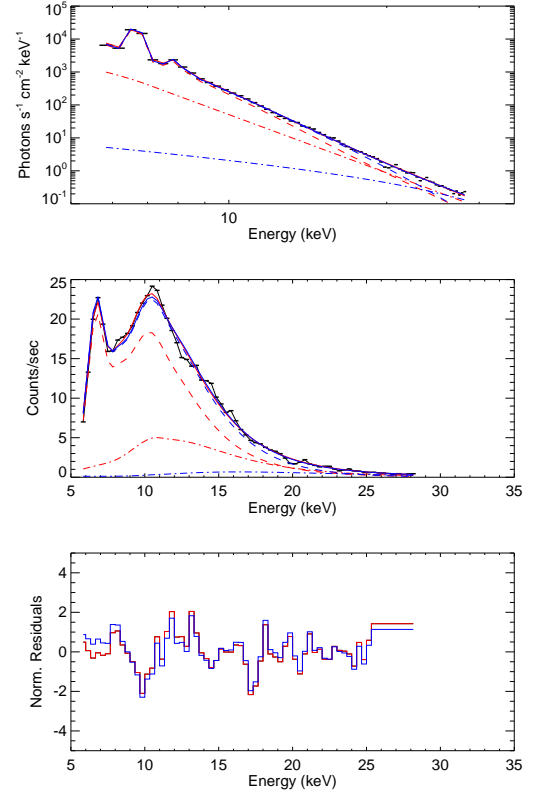 10^5
10^4
10^3
10^2
10^1
10^0
10^-1
Photons s^-1 cm^-2 keV^-1
10
Energy (keV)
25
20
15
10
5
0
Counts/sec
5 10 15 20 25 30 35
Energy (keV)
4
2
0
-2
-4
Norm. Residuals
5 10 15 20 25 30 35
Energy (keV)